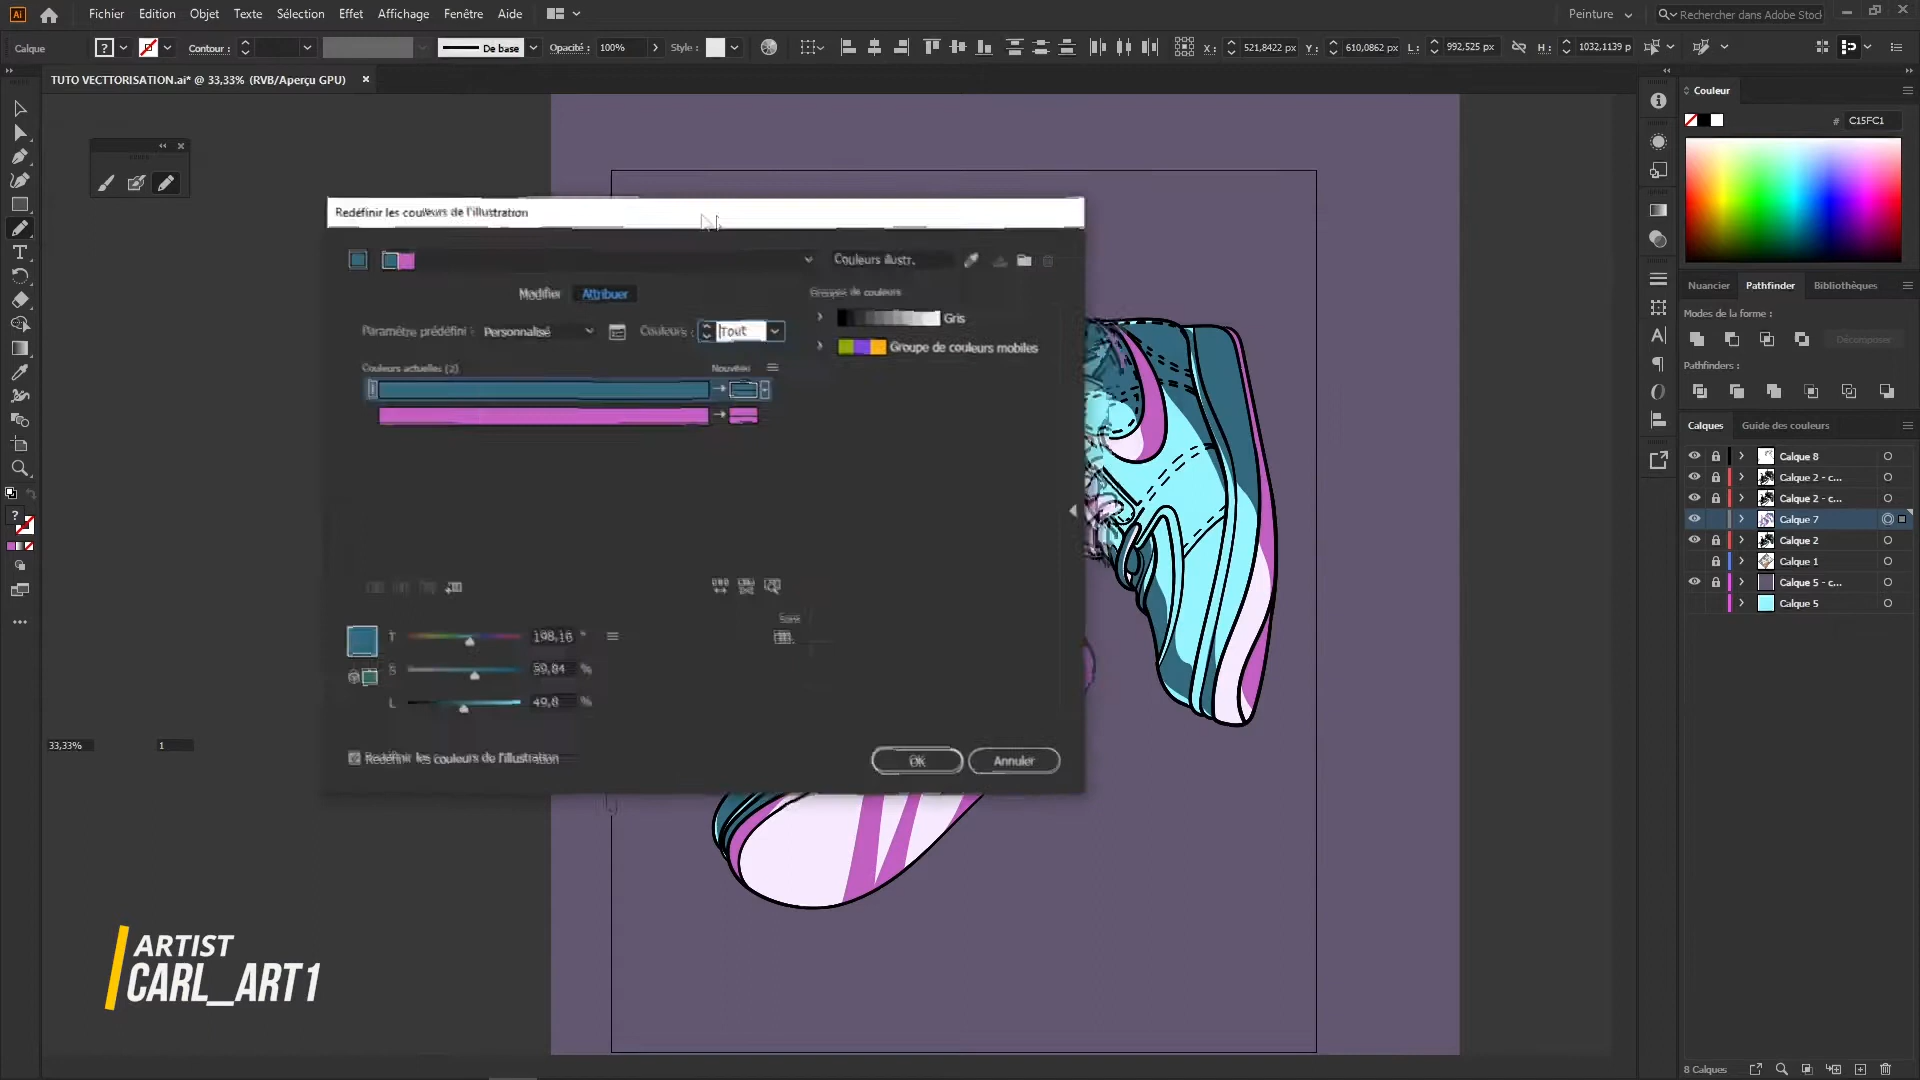 Fichier Edition Objet Texte Sélection Effet Affichage Fenêtre Aide
Peinture
Rechercher dans Adobe Stock
Calque
Contour :
De base
Opacité : 100%
Style :
X : 521,8422 px
Y : 610,0862 px
L : 992,525 px
H : 1032,1139 p
TUTO VECTTORISATION.ai* @ 33,33% (RVB/Aperçu GPU)
Redéfinir les couleurs de l'illustration
Couleurs illustr.
Modifier Attribuer
Groupes de couleurs
Gris
Groupe de couleurs mobiles
Paramètre prédéfini : Personnalisé
Couleurs : Tout
Couleurs actuelles (2)
Nouvelles
T 198,16 °
S 59,84 %
L 49,8 %
Redéfinir les couleurs de l'illustration
OK
Annuler
33,33%
1
ARTIST
CARL_ART1
Couleur
# C15FC1
Nuancier Pathfinder Bibliothèques
Modes de la forme :
Décomposer
Pathfinders :
Calques Guide des couleurs
Calque 8
Calque 2 - c...
Calque 2 - c...
Calque 7
Calque 2
Calque 1
Calque 5 - c...
Calque 5
8 Calques